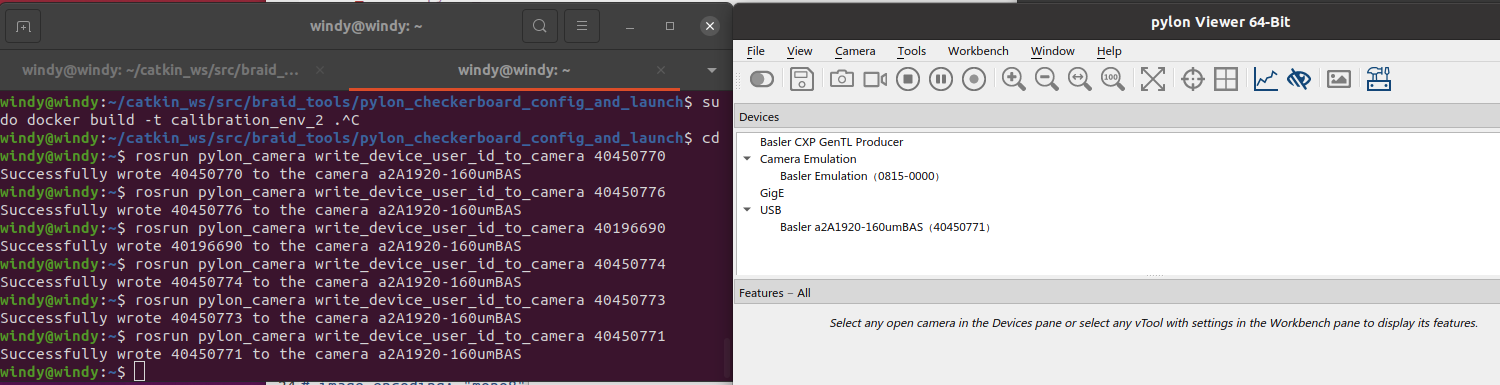 windy@windy: ~
windy@windy: ~/catkin_ws/src/braid_...
windy@windy: ~
windy@windy:~/catkin_ws/src/braid_tools/pylon_checkerboard_config_and_launch$ su
do docker build -t calibration_env_2 .^C
windy@windy:~/catkin_ws/src/braid_tools/pylon_checkerboard_config_and_launch$ cd
windy@windy:~$ rosrun pylon_camera write_device_user_id_to_camera 40450770
Successfully wrote 40450770 to the camera a2A1920-160umBAS
windy@windy:~$ rosrun pylon_camera write_device_user_id_to_camera 40450776
Successfully wrote 40450776 to the camera a2A1920-160umBAS
windy@windy:~$ rosrun pylon_camera write_device_user_id_to_camera 40196690
Successfully wrote 40196690 to the camera a2A1920-160umBAS
windy@windy:~$ rosrun pylon_camera write_device_user_id_to_camera 40450774
Successfully wrote 40450774 to the camera a2A1920-160umBAS
windy@windy:~$ rosrun pylon_camera write_device_user_id_to_camera 40450773
Successfully wrote 40450773 to the camera a2A1920-160umBAS
windy@windy:~$ rosrun pylon_camera write_device_user_id_to_camera 40450771
Successfully wrote 40450771 to the camera a2A1920-160umBAS
windy@windy:~$
pylon Viewer 64-Bit
File View Camera Tools Workbench Window Help
100
Devices
Basler CXP GenTL Producer
Camera Emulation
Basler Emulation (0815-0000)
GigE
USB
Basler a2A1920-160umBAS (40450771)
Features - All
Select any open camera in the Devices pane or select any vTool with settings in the Workbench pane to display its features.